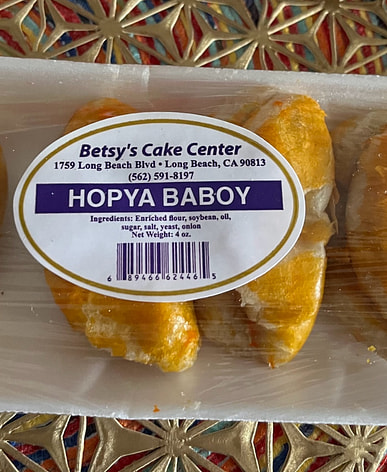 Betsy's Cake Center
1759 Long Beach Blvd • Long Beach, CA 90813
(562) 591-8197
HOPYA BABOY
Ingredients: Enriched flour, soybean, oil,
sugar, salt, yeast, onion
Net Weight: 4 oz.
6 89466 62446 5